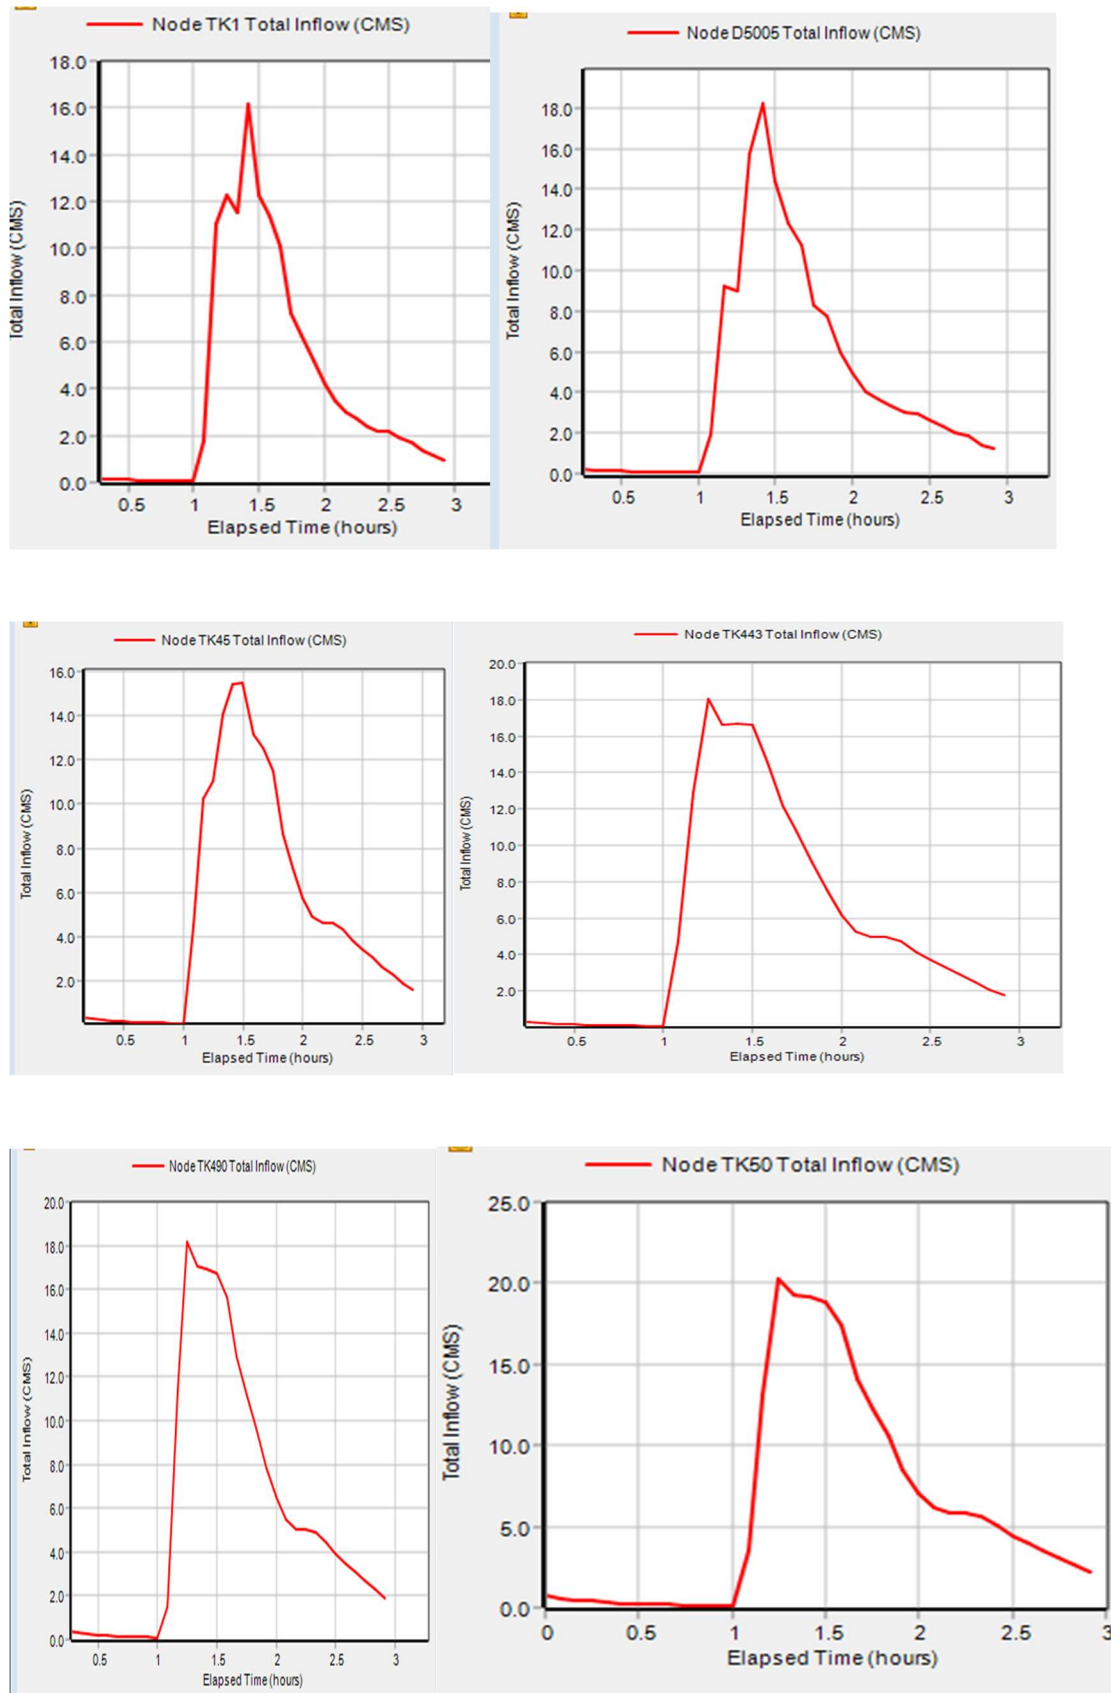 Node TK1 Total Inflow (CMS)
18.0
16.0
14.0
12.0
10.0
8.0
6.0
4.0
2.0
0.0
Total Inflow (CMS)
0.5 1 1.5 2 2.5 3
Elapsed Time (hours)
Node D5005 Total Inflow (CMS)
18.0
16.0
14.0
12.0
10.0
8.0
6.0
4.0
2.0
0.0
Total Inflow (CMS)
0.5 1 1.5 2 2.5 3
Elapsed Time (hours)
Node TK45 Total Inflow (CMS)
16.0
14.0
12.0
10.0
8.0
6.0
4.0
2.0
Total Inflow (CMS)
0.5 1 1.5 2 2.5 3
Elapsed Time (hours)
Node TK443 Total Inflow (CMS)
20.0
18.0
16.0
14.0
12.0
10.0
8.0
6.0
4.0
2.0
Total Inflow (CMS)
0.5 1 1.5 2 2.5 3
Elapsed Time (hours)
Node TK490 Total Inflow (CMS)
20.0
18.0
16.0
14.0
12.0
10.0
8.0
6.0
4.0
2.0
0.0
Total Inflow (CMS)
0.5 1 1.5 2 2.5 3
Elapsed Time (hours)
Node TK50 Total Inflow (CMS)
25.0
20.0
15.0
10.0
5.0
0.0
Total Inflow (CMS)
0 0.5 1 1.5 2 2.5 3
Elapsed Time (hours)